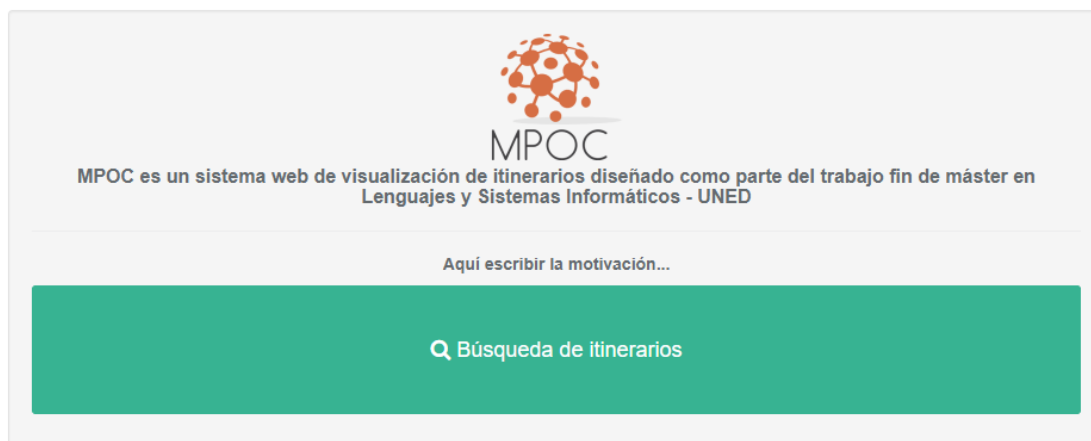 MPOC
MPOC es un sistema web de visualización de itinerarios diseñado como parte del trabajo fin de máster en
Lenguajes y Sistemas Informáticos - UNED
Aquí escribir la motivación...
Búsqueda de itinerarios